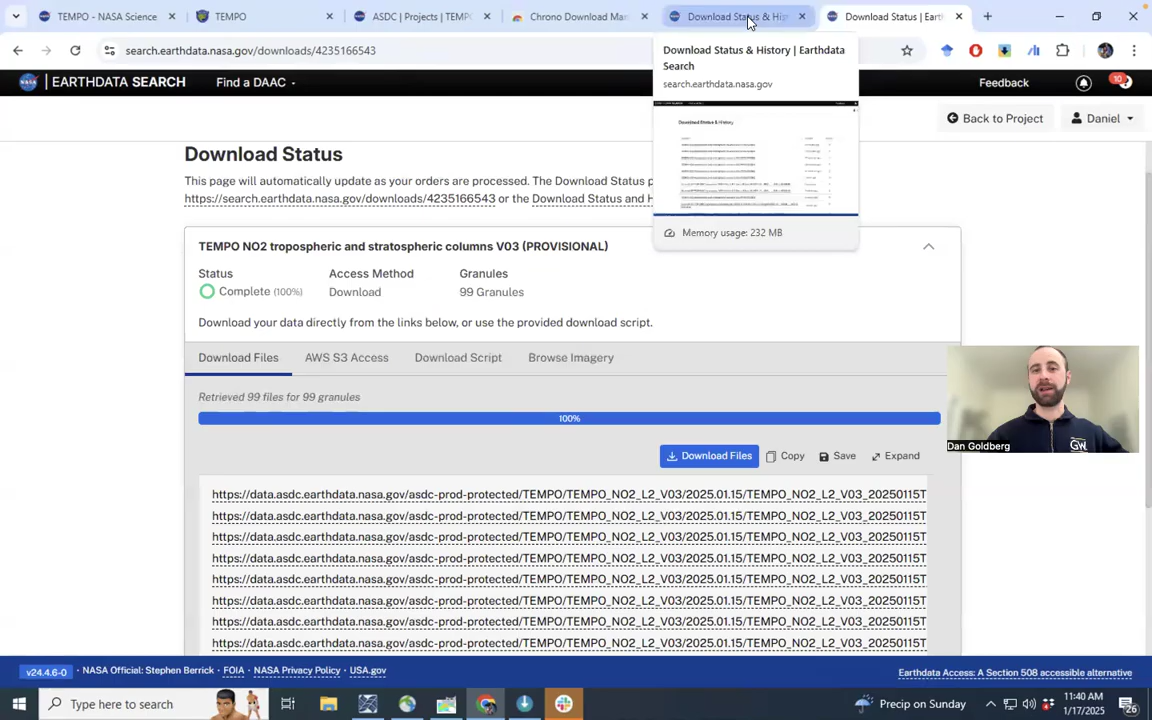 TEMPO - NASA Science
TEMPO
ASDC | Projects | TEMPO
Chrono Download Man
Download Status & His
Download Status | Eart
search.earthdata.nasa.gov/downloads/4235166543
EARTHDATA SEARCH
Find a DAAC
Download Status & History | Earthdata
Search
search.earthdata.nasa.gov
Download Status & History
Memory usage: 232 MB
Feedback
10
Back to Project
Daniel
Download Status
This page will automatically update as your orders are processed. The Download Status p
https://search.earthdata.nasa.gov/downloads/4235166543 or the Download Status and H
TEMPO NO2 tropospheric and stratospheric columns V03 (PROVISIONAL)
Status
Access Method
Granules
Complete (100%)
Download
99 Granules
Download your data directly from the links below, or use the provided download script.
Download Files
AWS S3 Access
Download Script
Browse Imagery
Retrieved 99 files for 99 granules
100%
Download Files
Copy
Save
Expand
https://data.asdc.earthdata.nasa.gov/asdc-prod-protected/TEMPO/TEMPO_NO2_L2_V03/2025.01.15/TEMPO_NO2_L2_V03_20250115T
https://data.asdc.earthdata.nasa.gov/asdc-prod-protected/TEMPO/TEMPO_NO2_L2_V03/2025.01.15/TEMPO_NO2_L2_V03_20250115T
https://data.asdc.earthdata.nasa.gov/asdc-prod-protected/TEMPO/TEMPO_NO2_L2_V03/2025.01.15/TEMPO_NO2_L2_V03_20250115T
https://data.asdc.earthdata.nasa.gov/asdc-prod-protected/TEMPO/TEMPO_NO2_L2_V03/2025.01.15/TEMPO_NO2_L2_V03_20250115T
https://data.asdc.earthdata.nasa.gov/asdc-prod-protected/TEMPO/TEMPO_NO2_L2_V03/2025.01.15/TEMPO_NO2_L2_V03_20250115T
https://data.asdc.earthdata.nasa.gov/asdc-prod-protected/TEMPO/TEMPO_NO2_L2_V03/2025.01.15/TEMPO_NO2_L2_V03_20250115T
https://data.asdc.earthdata.nasa.gov/asdc-prod-protected/TEMPO/TEMPO_NO2_L2_V03/2025.01.15/TEMPO_NO2_L2_V03_20250115T
https://data.asdc.earthdata.nasa.gov/asdc-prod-protected/TEMPO/TEMPO_NO2_L2_V03/2025.01.15/TEMPO_NO2_L2_V03_20250115T
GW
Dan Goldberg
v24.4.6-0
NASA Official: Stephen Berrick
FOIA
NASA Privacy Policy
USA.gov
Earthdata Access: A Section 508 accessible alternative
Type here to search
Precip on Sunday
11:40 AM
1/17/2025
26